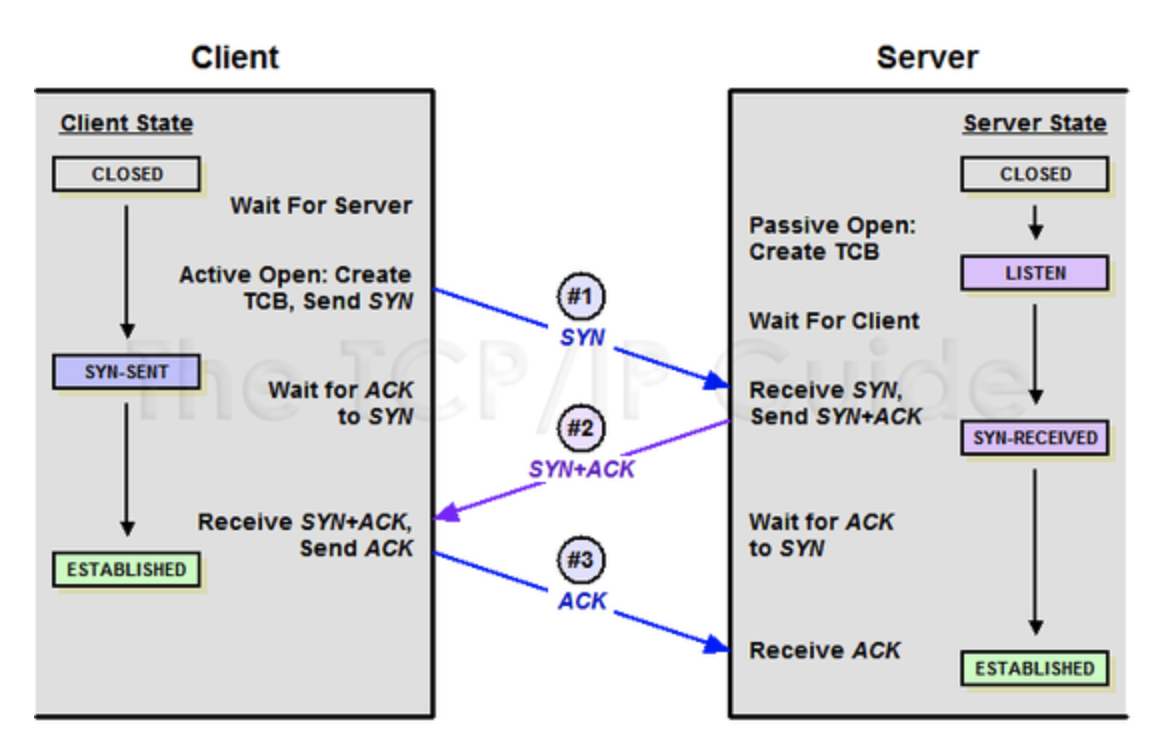 Client
Server
Client State
CLOSED
Wait For Server
Active Open: Create
TCB, Send SYN
SYN-SENT
Wait for ACK
to SYN
Receive SYN+ACK,
Send ACK
ESTABLISHED
#1
SYN
#2
SYN+ACK
#3
ACK
Server State
CLOSED
Passive Open:
Create TCB
LISTEN
Wait For Client
Receive SYN,
Send SYN+ACK
SYN-RECEIVED
Wait for ACK
to SYN
Receive ACK
ESTABLISHED
The TCP/IP Guide